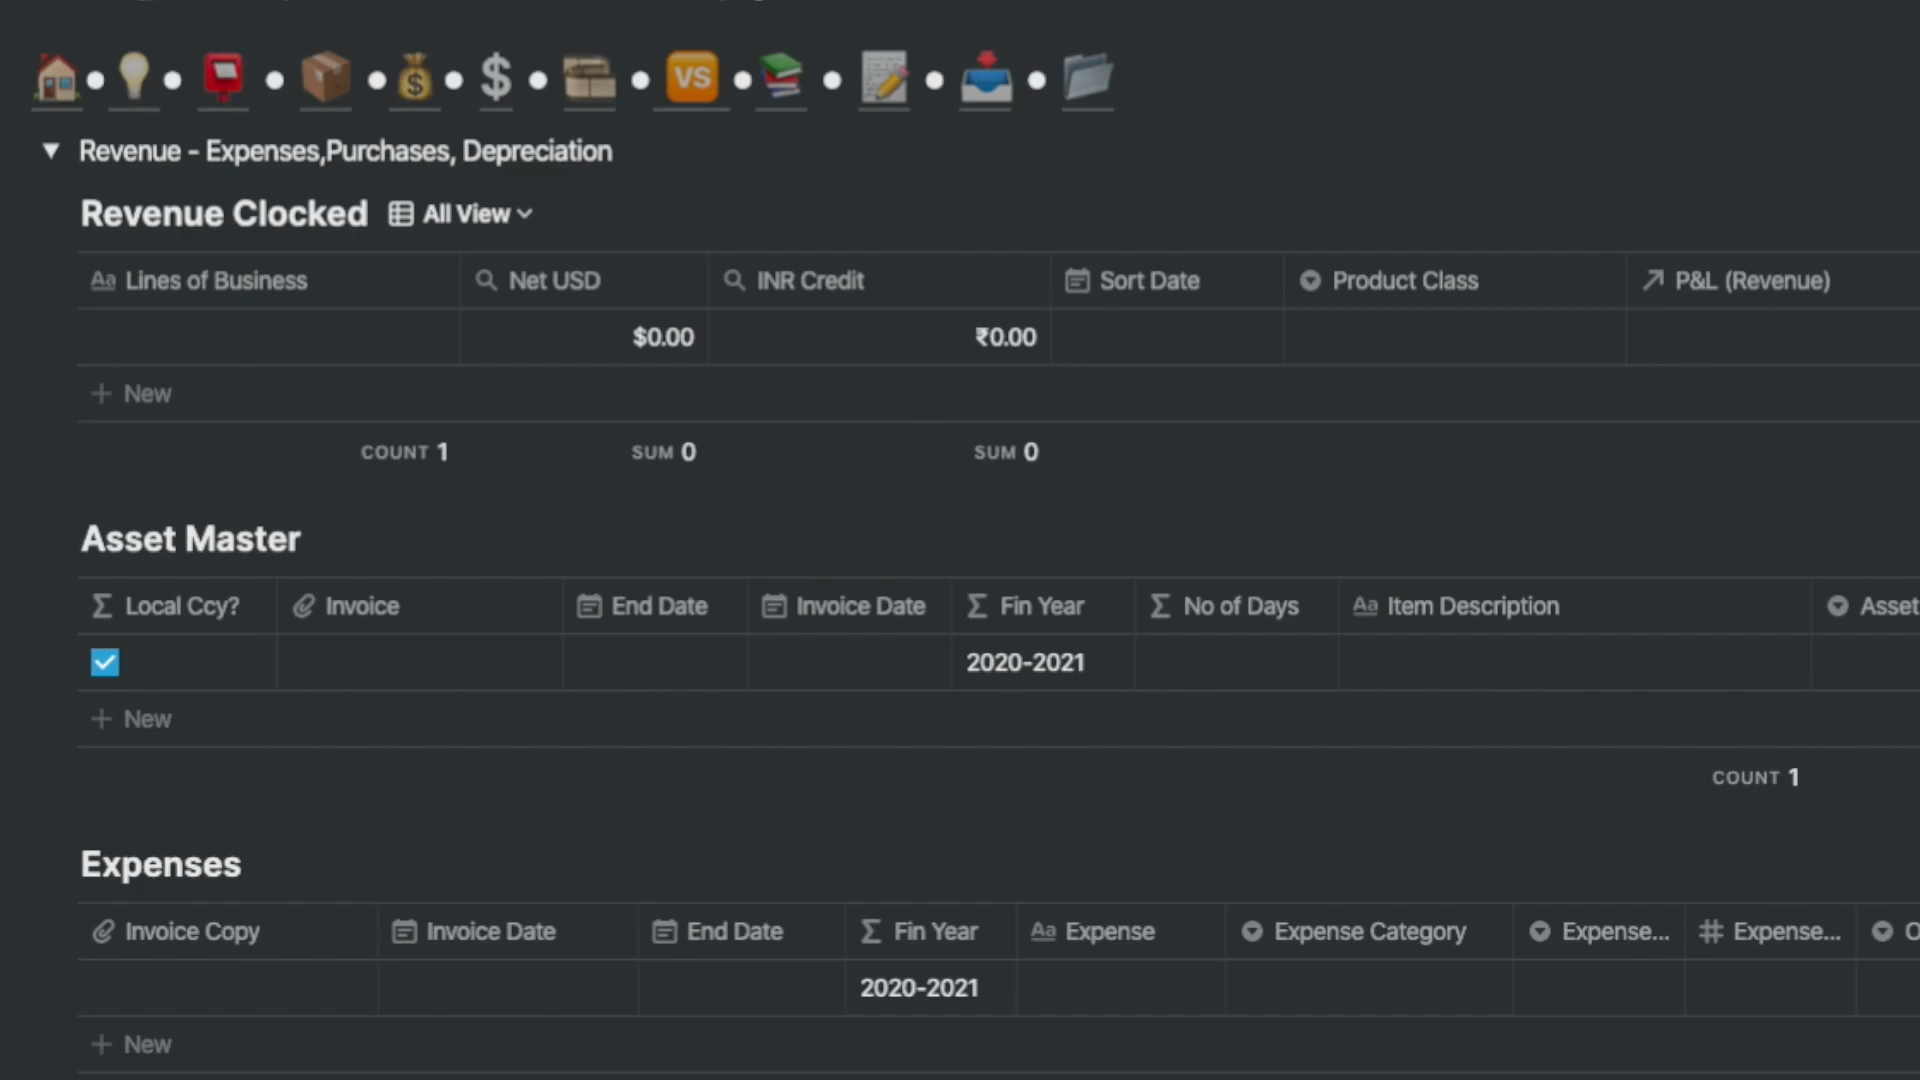 $ VS
Revenue - Expenses,Purchases, Depreciation
Revenue Clocked All View
Aa Lines of Business Net USD INR Credit Sort Date Product Class P&L (Revenue)
$0.00 ₹0.00
+ New
COUNT 1 SUM 0 SUM 0
Asset Master
Σ Local Ccy? Invoice End Date Invoice Date Σ Fin Year Σ No of Days Aa Item Description Asset
2020-2021
+ New
COUNT 1
Expenses
Invoice Copy Invoice Date End Date Σ Fin Year Aa Expense Expense Category Expense... # Expense...
2020-2021
+ New